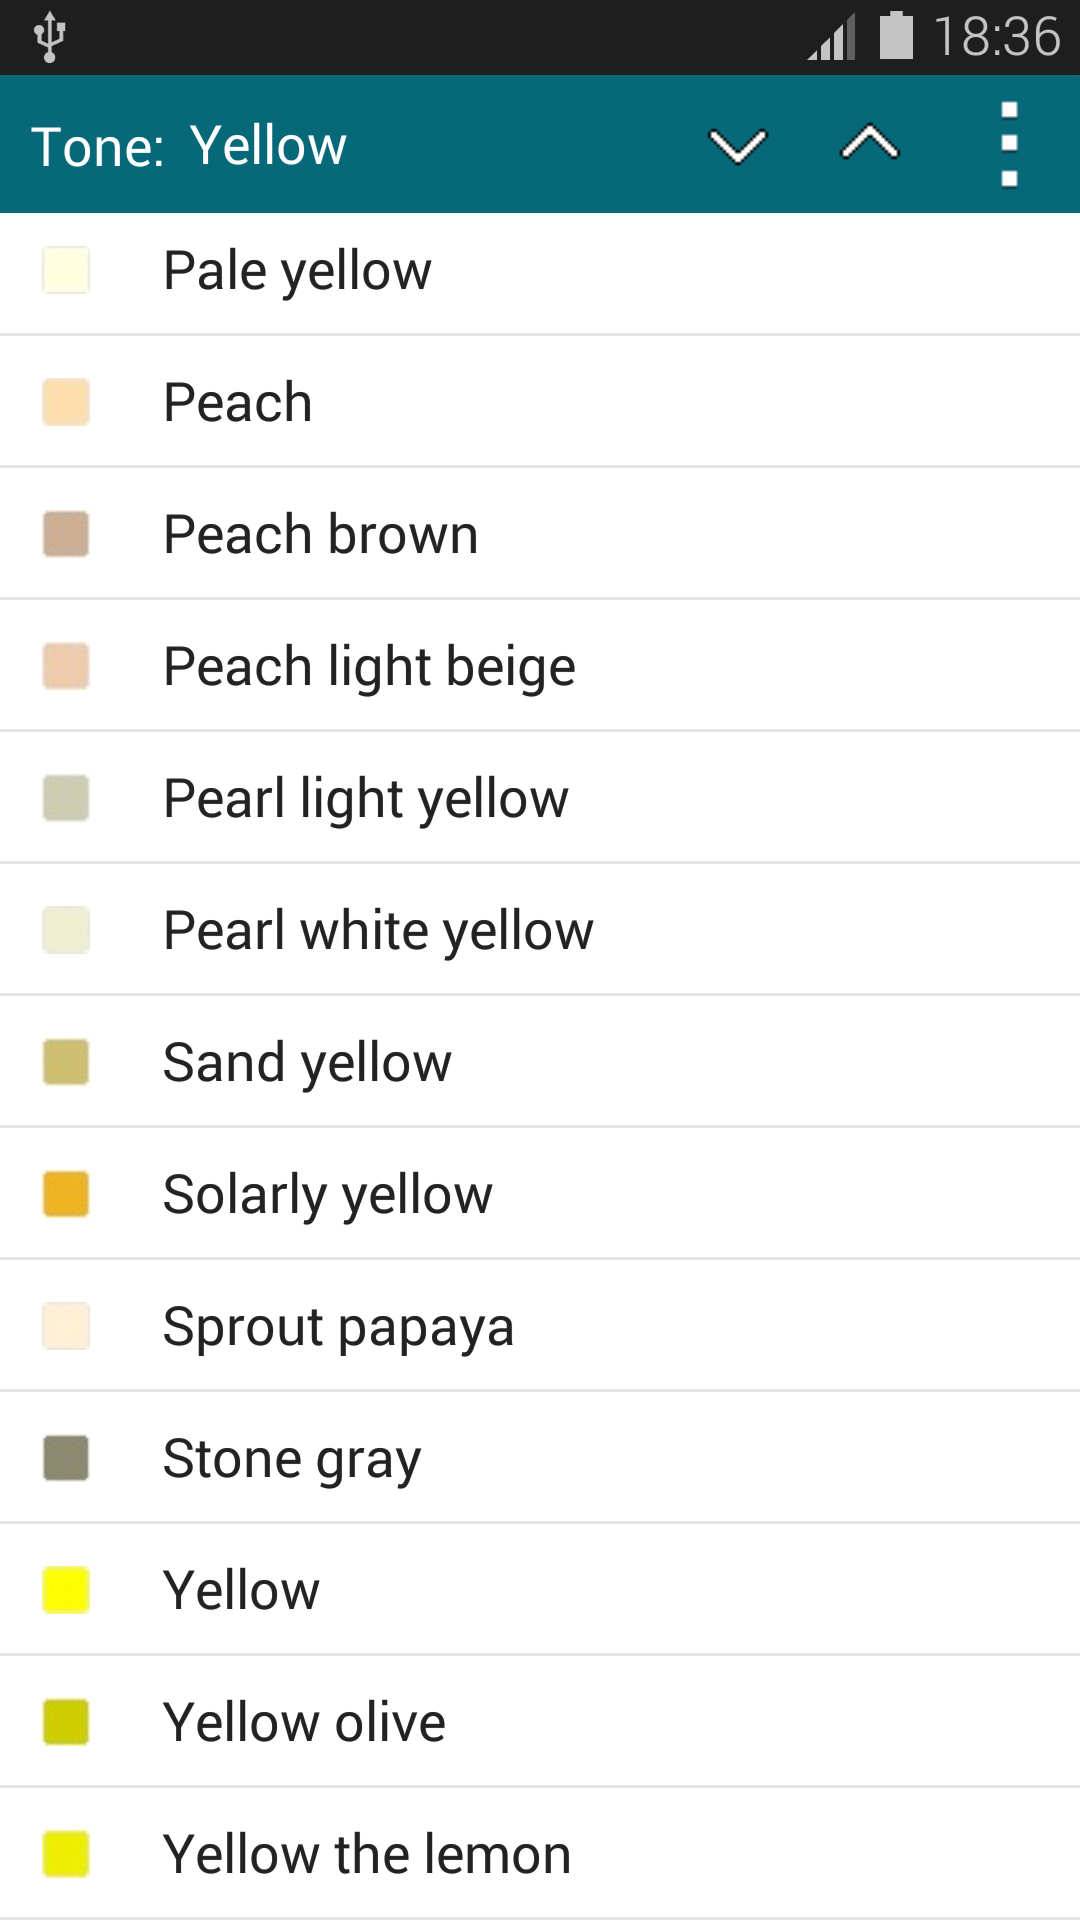 18:36
Tone: Yellow
Pale yellow
Peach
Peach brown
Peach light beige
Pearl light yellow
Pearl white yellow
Sand yellow
Solarly yellow
Sprout papaya
Stone gray
Yellow
Yellow olive
Yellow the lemon